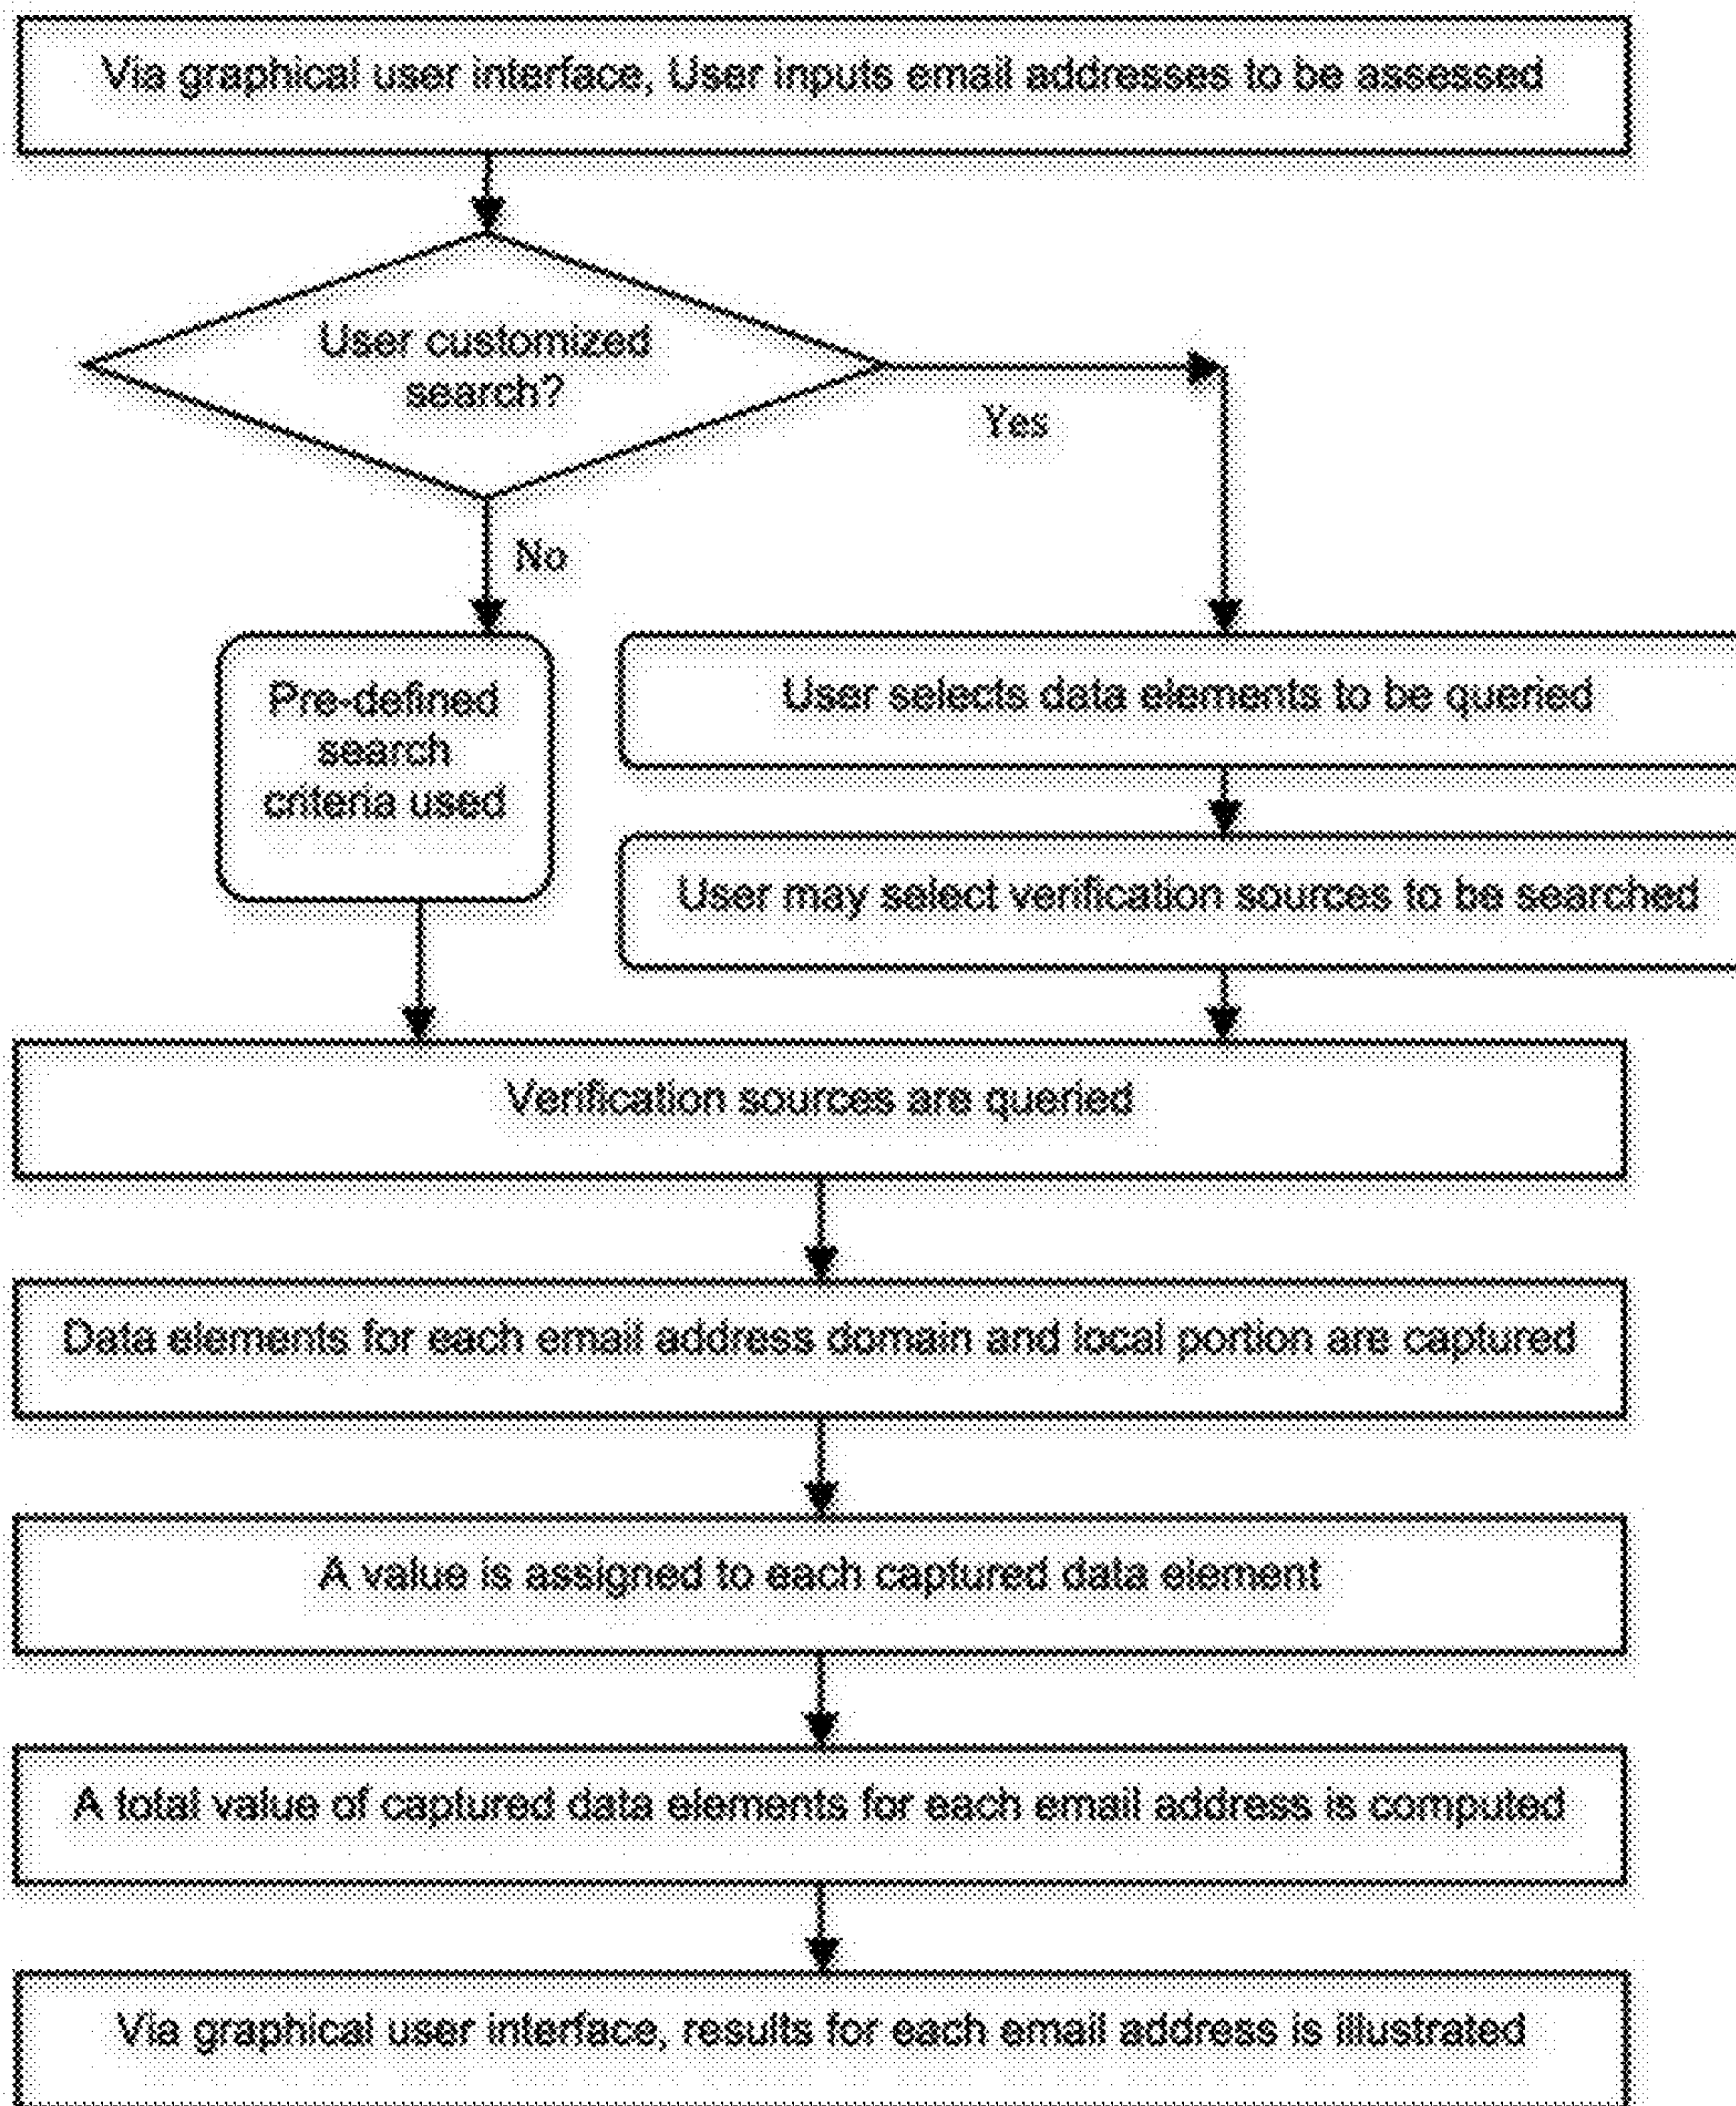 Via graphical user interface, User inputs email addresses to be assessed
User customized
search?
Yes
No
Pre-defined
search
criteria used
User selects data elements to be queried
User may select verification sources to be searched
Verification sources are queried
Data elements for each email address domain and local portion are captured
A value is assigned to each captured data element
A total value of captured data elements for each email address is computed
Via graphical user interface, results for each email address is illustrated